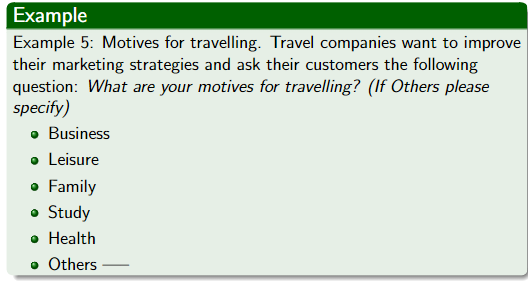 Example
Example 5: Motives for travelling. Travel companies want to improve
their marketing strategies and ask their customers the following
question: What are your motives for travelling? (If Others please
specify)
Business
Leisure
Family
Study
Health
Others ——